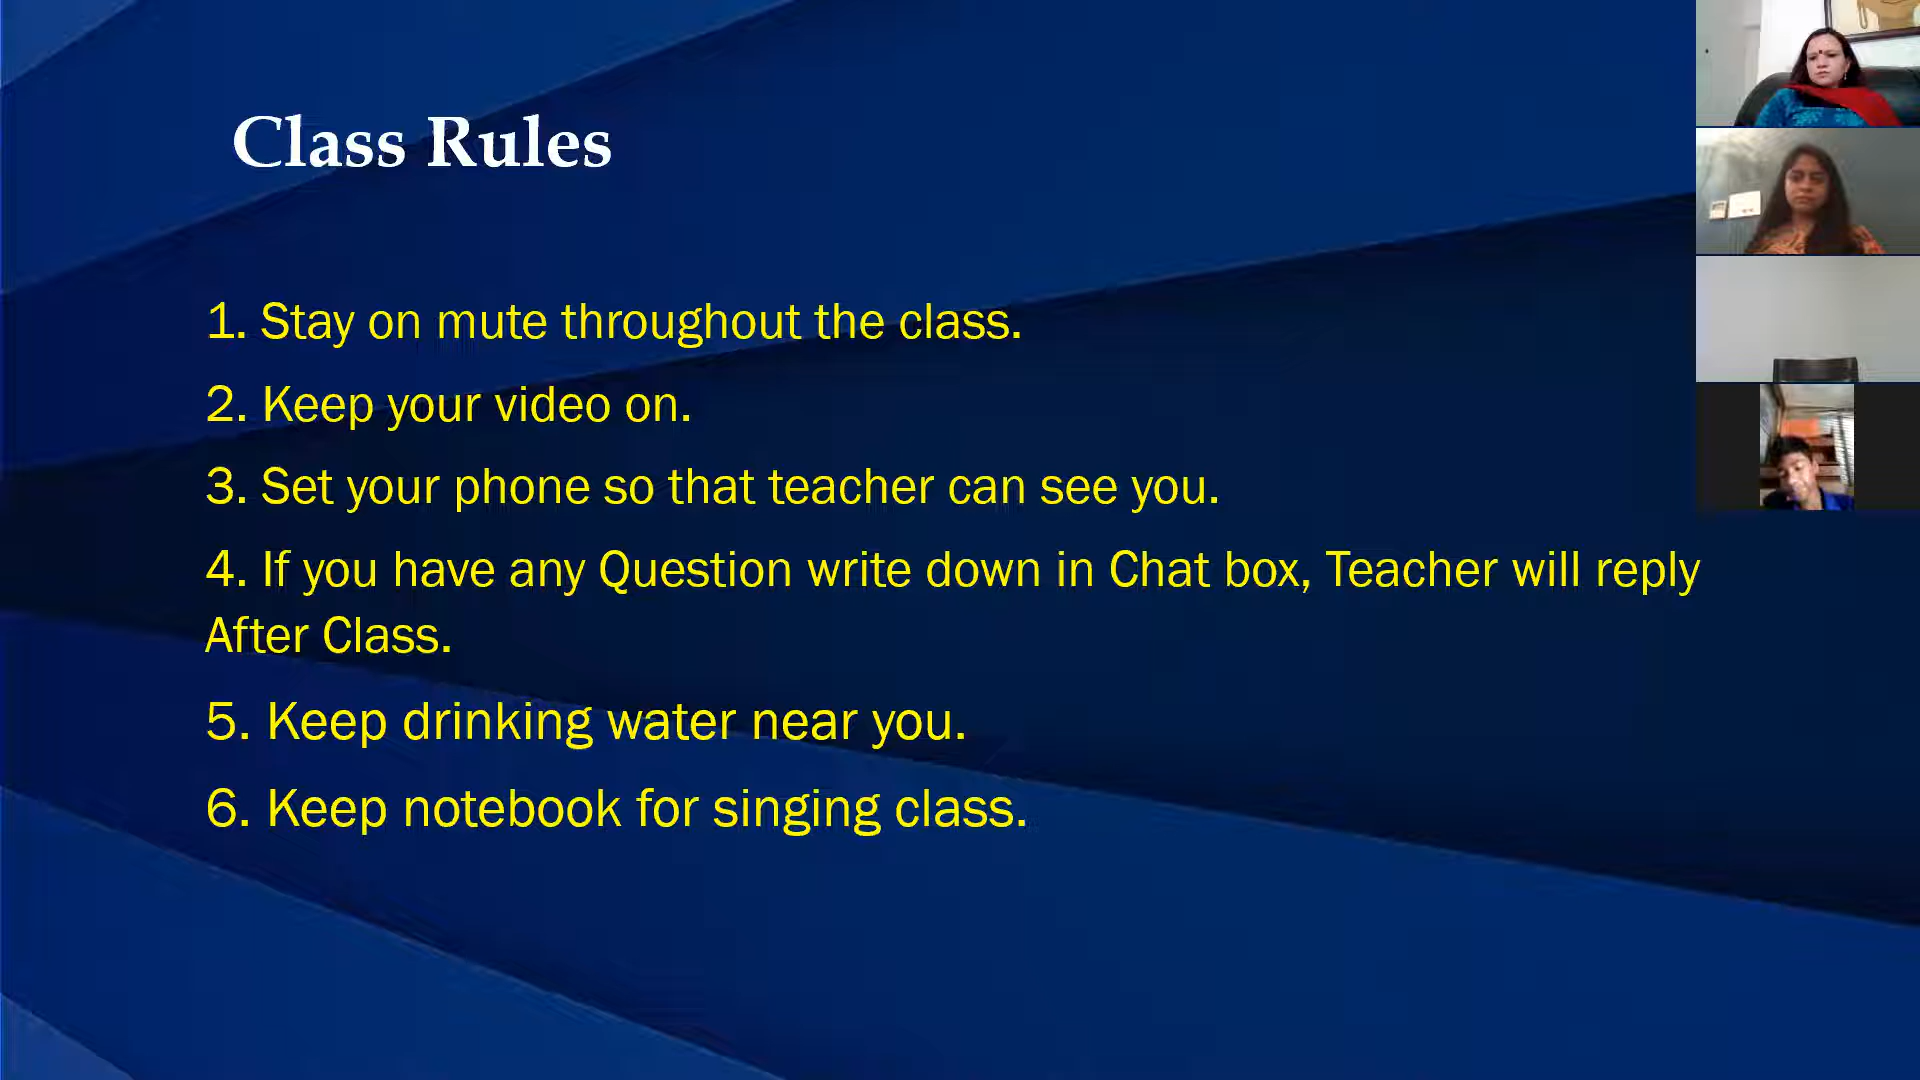 Class Rules
1. Stay on mute throughout the class.
2. Keep your video on.
3. Set your phone so that teacher can see you.
4. If you have any Question write down in Chat box, Teacher will reply
After Class.
5. Keep drinking water near you.
6. Keep notebook for singing class.